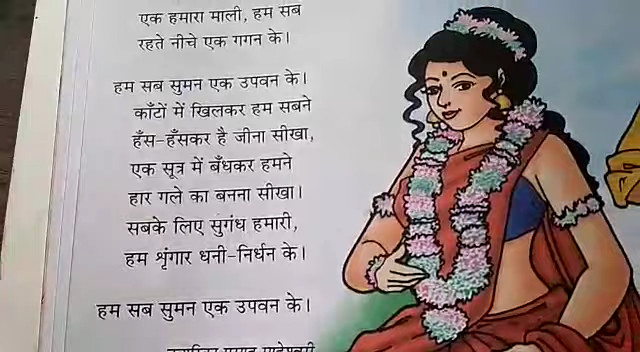 एक हमारा माली, हम सब
रहते नीचे एक गगन के।
हम सब सुमन एक उपवन के।
काँटों में खिलकर हम सबने
हँस-हँसकर है जीना सीखा,
एक सूत्र में बँधकर हमने
हार गले का बनना सीखा।
सबके लिए सुगंध हमारी,
हम शृंगार धनी-निर्धन के।
हम सब सुमन एक उपवन के।